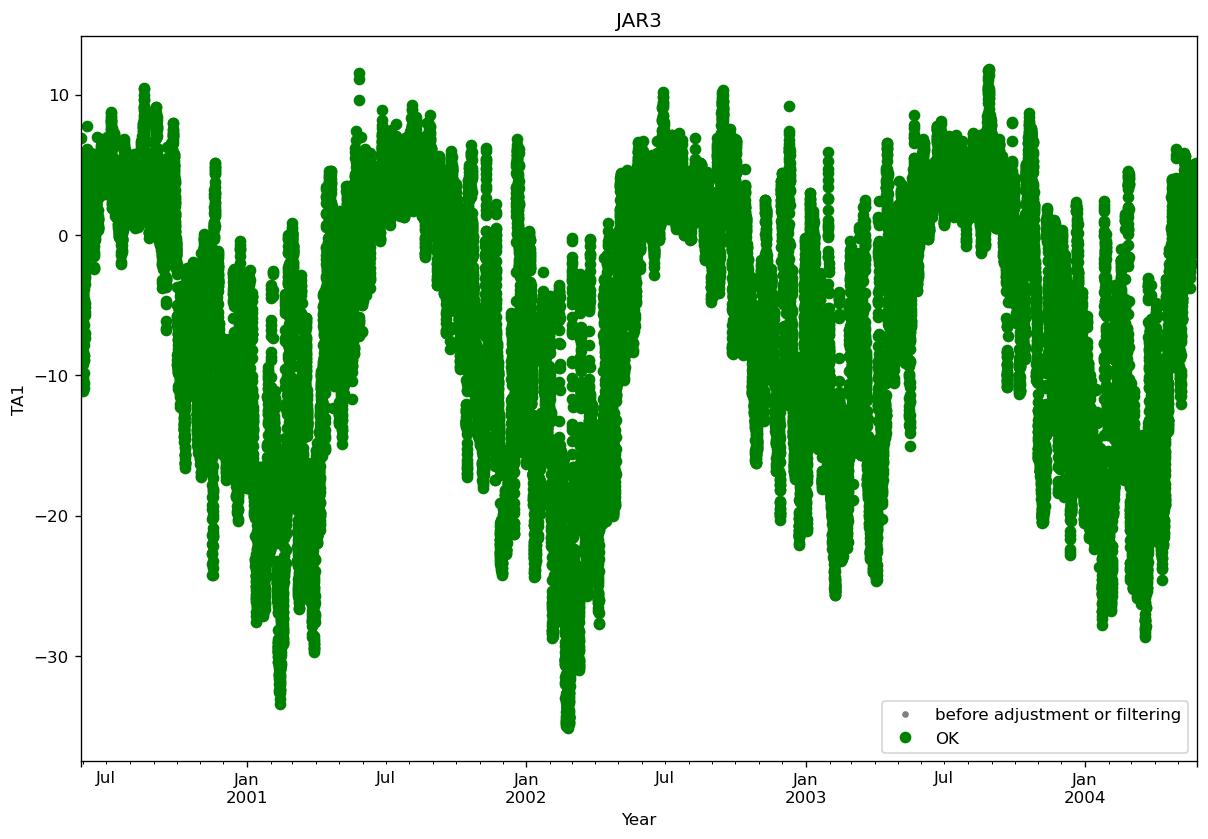 JAR3
TA1
10
0
−10
−20
−30
before adjustment or filtering
OK
Jul Jan Jul Jan Jul Jan Jul Jan
2001 2002 2003 2004
Year